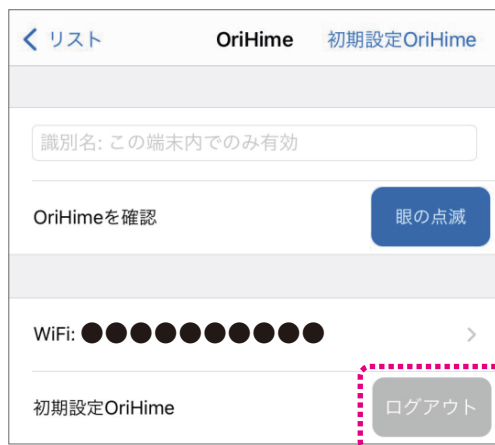 リスト OriHime 初期設定OriHime
識別名: この端末内でのみ有効
OriHimeを確認 眼の点滅
WiFi: ●●●●●●●●●●
初期設定OriHime ログアウト